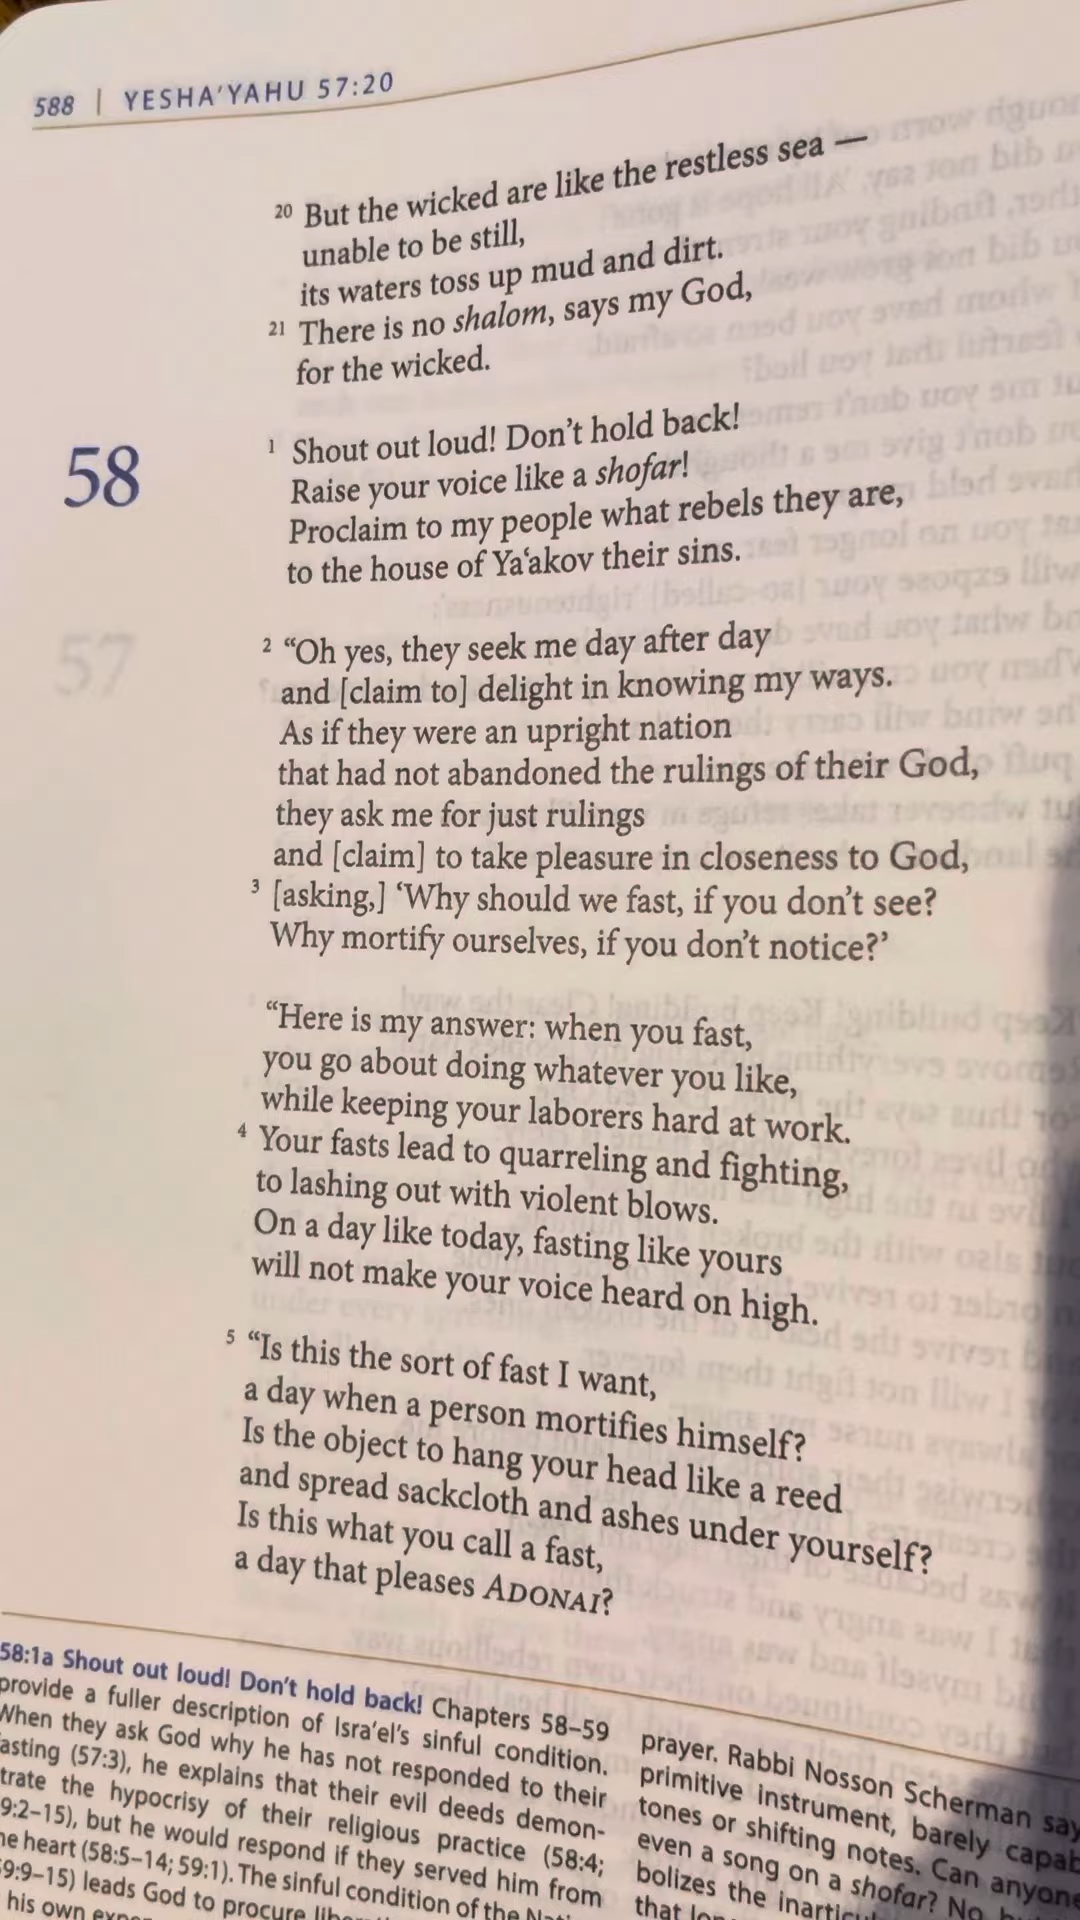 588 | YESHA'YAHU 57:20
20 But the wicked are like the restless sea —
unable to be still,
its waters toss up mud and dirt.
21 There is no shalom, says my God,
for the wicked.
58
1 Shout out loud! Don't hold back!
Raise your voice like a shofar!
Proclaim to my people what rebels they are,
to the house of Ya‘akov their sins.
57
2 “Oh yes, they seek me day after day
and [claim to] delight in knowing my ways.
As if they were an upright nation
that had not abandoned the rulings of their God,
they ask me for just rulings
and [claim] to take pleasure in closeness to God,
3 [asking,] ‘Why should we fast, if you don't see?
Why mortify ourselves, if you don't notice?’
“Here is my answer: when you fast,
you go about doing whatever you like,
while keeping your laborers hard at work.
4 Your fasts lead to quarreling and fighting,
to lashing out with violent blows.
On a day like today, fasting like yours
will not make your voice heard on high.
5 “Is this the sort of fast I want,
a day when a person mortifies himself?
Is the object to hang your head like a reed
and spread sackcloth and ashes under yourself?
Is this what you call a fast,
a day that pleases ADONAI?
58:1a Shout out loud! Don't hold back! Chapters 58–59
provide a fuller description of Isra'el's sinful condition.
When they ask God why he has not responded to their
fasting (57:3), he explains that their evil deeds demon-
strate the hypocrisy of their religious practice (58:4;
9:2–15), but he would respond if they served him from
the heart (58:5–14; 59:1). The sinful condition of the
59:9–15) leads God to procure
his own
prayer. Rabbi Nosson Scherman
primitive instrument, barely
tones or shifting notes. Can
even a song on a shofar? No,
bolizes the
that